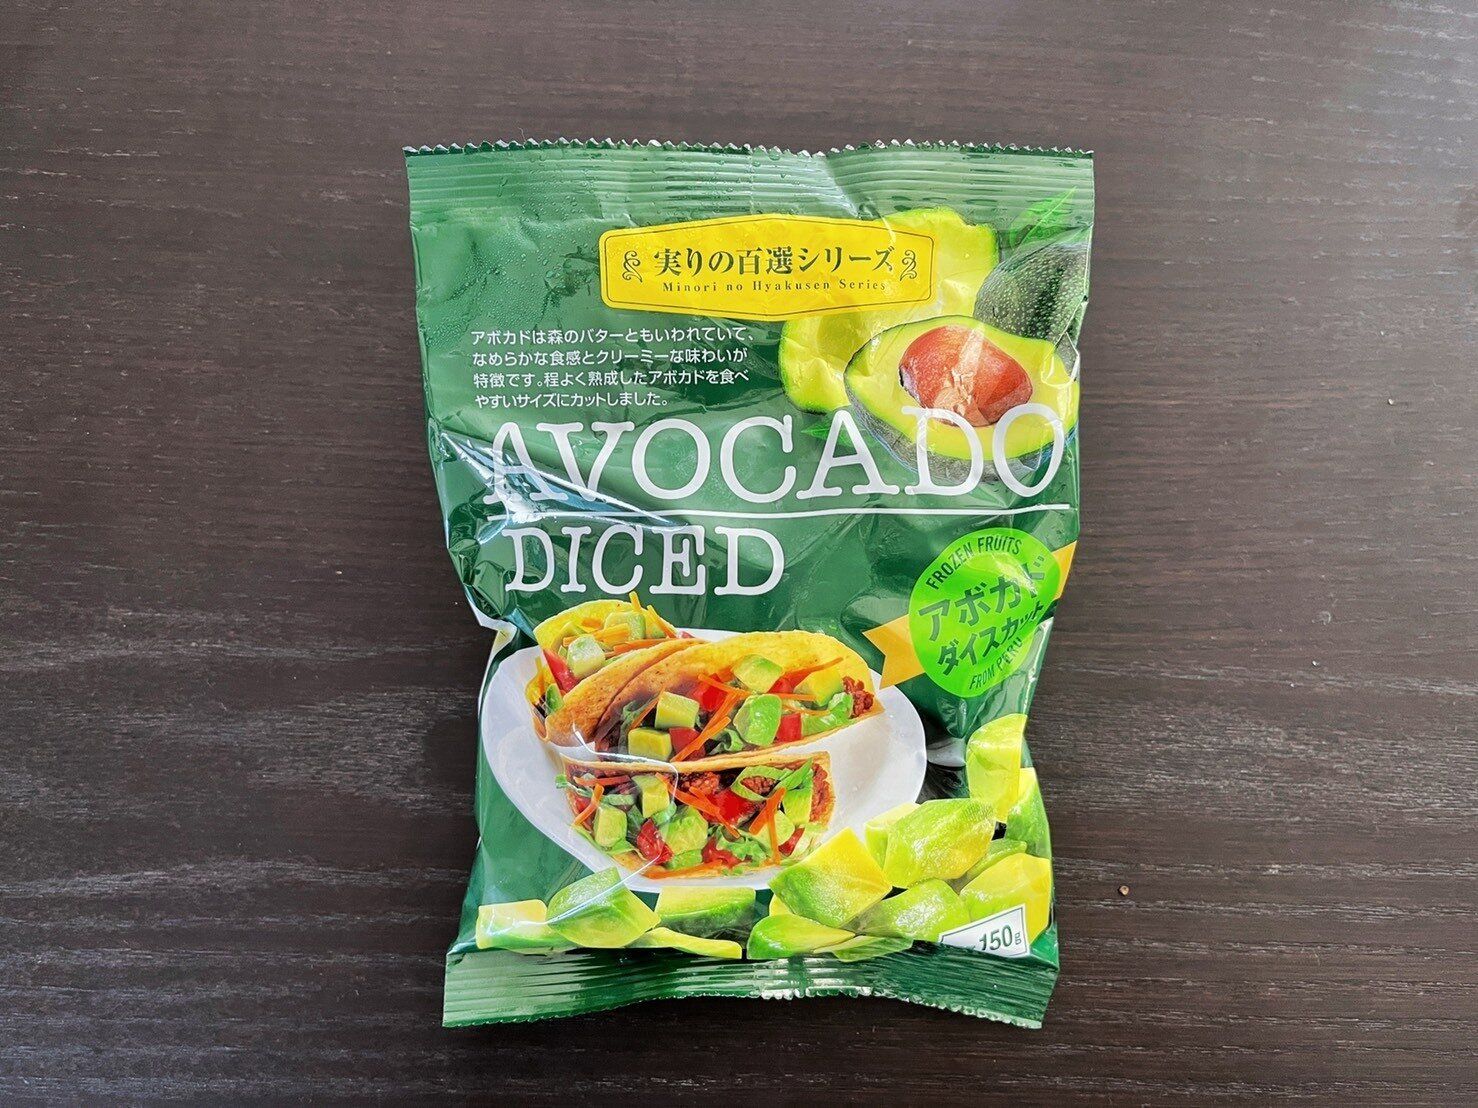 実りの百選シリーズ
Minori no Hyakusen Series
アボカドは森のバターともいわれていて、
なめらかな食感とクリーミーな味わいが
特徴です。程よく熟成したアボカドを食べ
やすいサイズにカットしました。
AVOCADO
DICED
FROZEN FRUITS
アボカド
ダイスカット
FROM PERU
150g